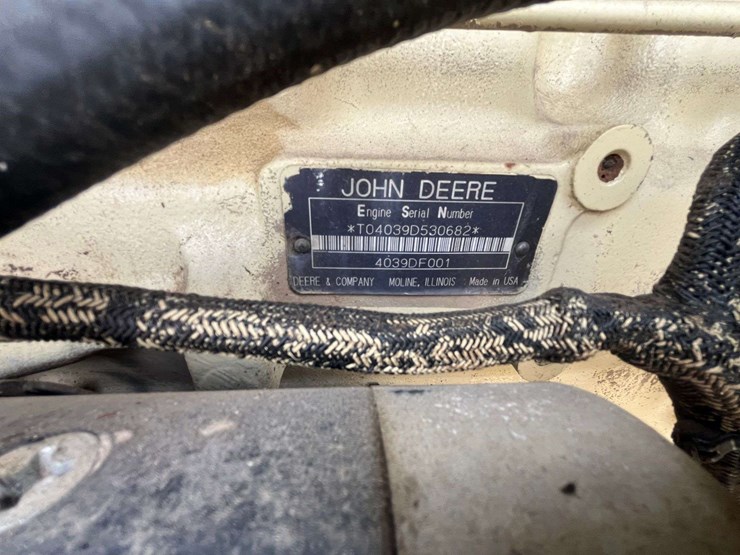 JOHN DEERE
Engine Serial Number
*T04039D530682*
4039DF001
DEERE & COMPANY MOLINE, ILLINOIS Made in USA